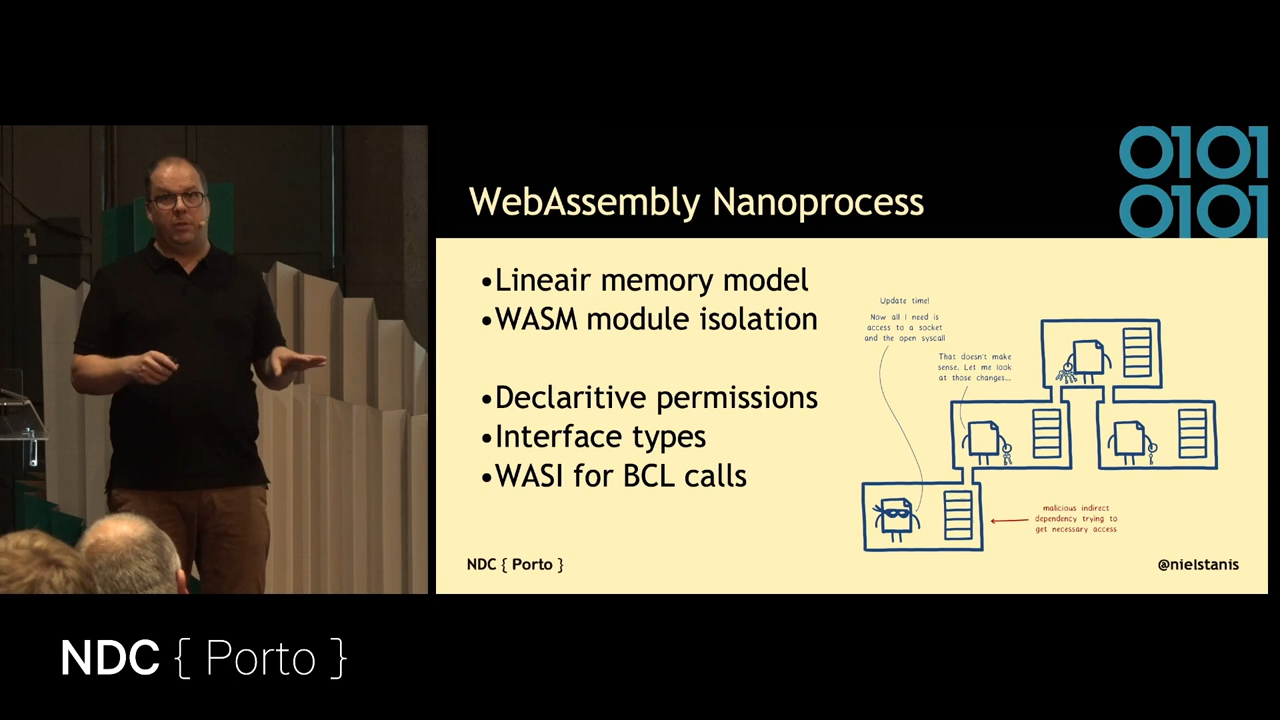 0101
0101
WebAssembly Nanoprocess
•Lineair memory model
•WASM module isolation
•Declaritive permissions
•Interface types
•WASI for BCL calls
Update time!
Now all I need is
access to a socket
and the open syscall
That doesn't make
sense. Let me look
at those changes...
malicious indirect
dependency trying to
get necessary access
NDC { Porto }
@nielstanis
NDC { Porto }